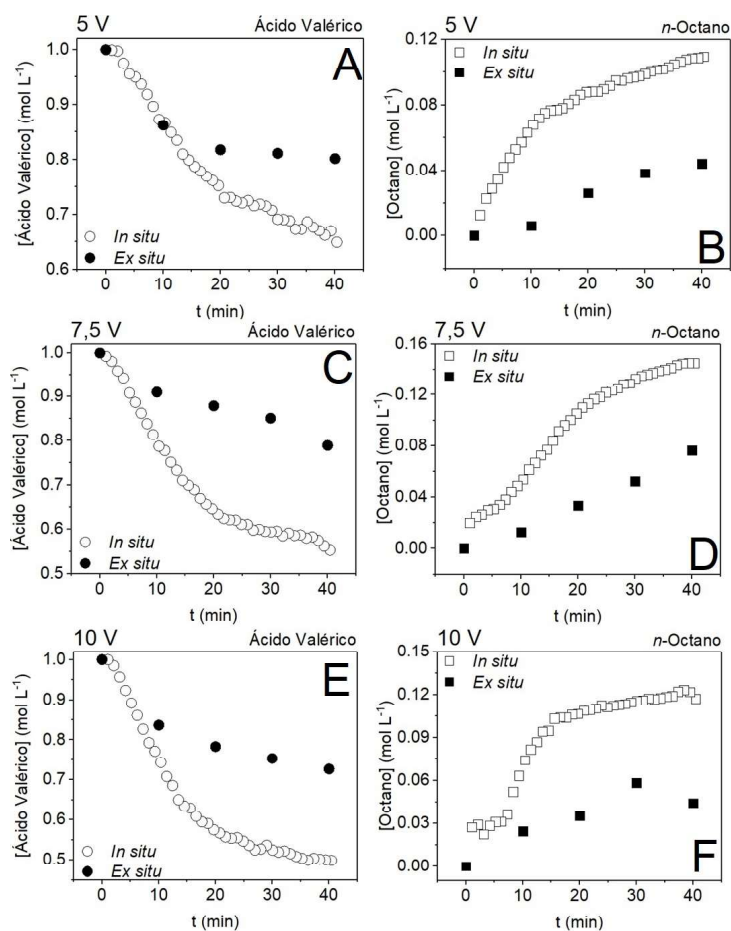 5 V Ácido Valérico
A
[Ácido Valérico] (mol L⁻¹)
1.0
0.9
0.8
0.7
0.6
In situ
Ex situ
0 10 20 30 40
t (min)
5 V n-Octano
B
[Octano] (mol L⁻¹)
0.12
0.08
0.04
0.00
In situ
Ex situ
0 10 20 30 40
t (min)
7,5 V Ácido Valérico
C
[Ácido Valérico] (mol L⁻¹)
1.0
0.9
0.8
0.7
0.6
0.5
In situ
Ex situ
0 10 20 30 40
t (min)
7,5 V n-Octano
D
[Octano] (mol L⁻¹)
0.16
0.12
0.08
0.04
0.00
In situ
Ex situ
0 10 20 30 40
t (min)
10 V Ácido Valérico
E
[Ácido Valérico] (mol L⁻¹)
1.0
0.9
0.8
0.7
0.6
0.5
In situ
Ex situ
0 10 20 30 40
t (min)
10 V n-Octano
F
[Octano] (mol L⁻¹)
0.15
0.12
0.09
0.06
0.03
0.00
In situ
Ex situ
0 10 20 30 40
t (min)